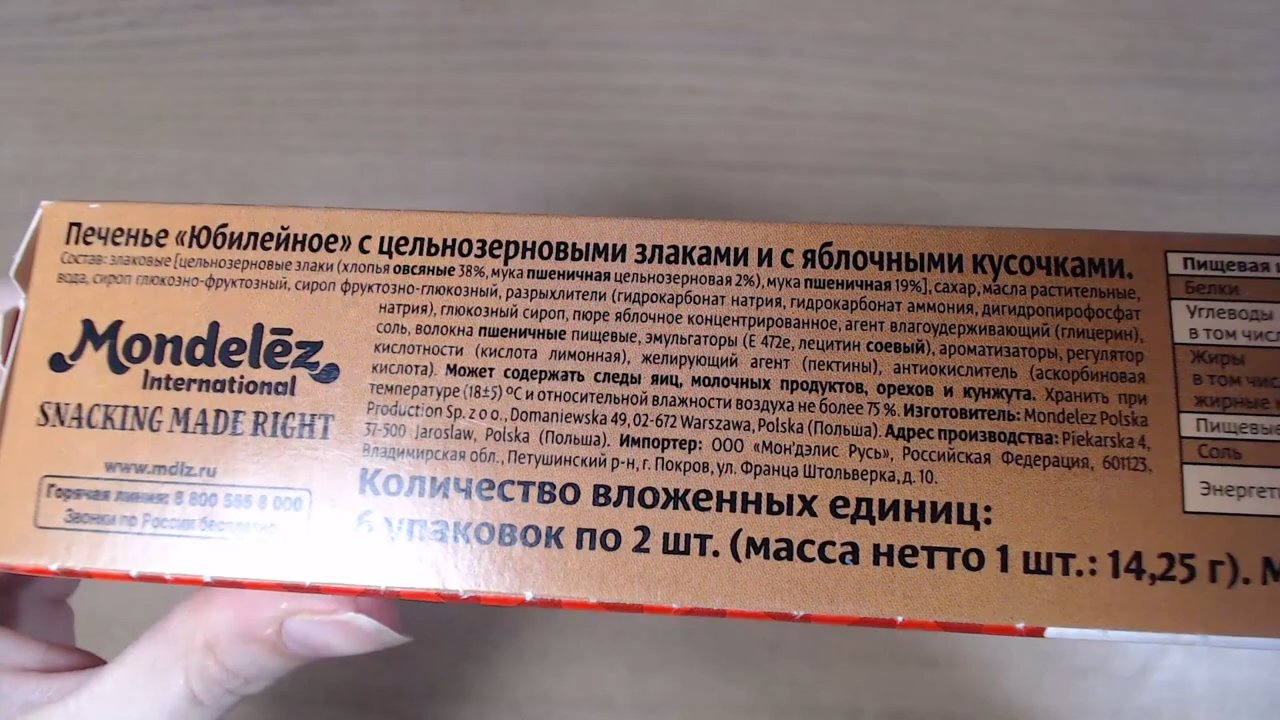 Печенье «Юбилейное» с цельнозерновыми злаками и с яблочными кусочками.
Состав: злаковые [цельнозерновые злаки (хлопья овсяные 38%, мука пшеничная цельнозерновая 2%), мука пшеничная 19%], сахар, масла растительные,
вода, сироп глюкозно-фруктозный, сироп фруктозно-глюкозный, разрыхлители (гидрокарбонат натрия, гидрокарбонат аммония, дигидропирофосфат
натрия), глюкозный сироп, пюре яблочное концентрированное, агент влагоудерживающий (глицерин),
соль, волокна пшеничные пищевые, эмульгаторы (Е 472е, лецитин соевый), ароматизаторы, регулятор
кислотности (кислота лимонная), желирующий агент (пектины), антиокислитель (аскорбиновая
кислота). Может содержать следы яиц, молочных продуктов, орехов и кунжута. Хранить при
температуре (18±5) °С и относительной влажности воздуха не более 75 %. Изготовитель: Mondelez Polska
Production Sp. z o o., Domaniewska 49, 02-672 Warszawa, Polska (Польша). Адрес производства: Piekarska 4,
37-500 Jaroslaw, Polska (Польша). Импортер: ООО «Мон'дэлис Русь», Российская Федерация, 601123,
Владимирская обл., Петушинский р-н, г. Покров, ул. Франца Штольверка, д. 10.
Mondelēz
International
SNACKING MADE RIGHT
www.mdlz.ru
Горячая линия: 8 800
Звонки по России бесплатно
Количество вложенных единиц:
6 упаковок по 2 шт. (масса нетто 1 шт.: 14,25 г).
Пищевая
Белки
Углеводы
в том
Жиры
в том
жирные
Пищевые
Соль